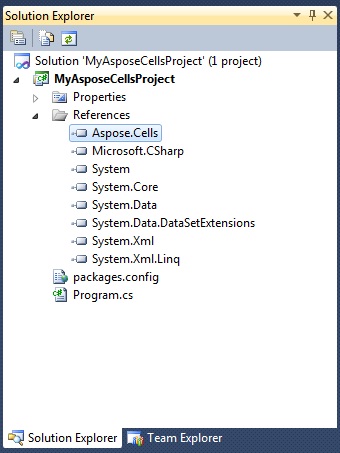 Solution Explorer
Solution 'MyAsposeCellsProject' (1 project)
MyAsposeCellsProject
Properties
References
Aspose.Cells
Microsoft.CSharp
System
System.Core
System.Data
System.Data.DataSetExtensions
System.Xml
System.Xml.Linq
packages.config
Program.cs
Solution Explorer Team Explorer